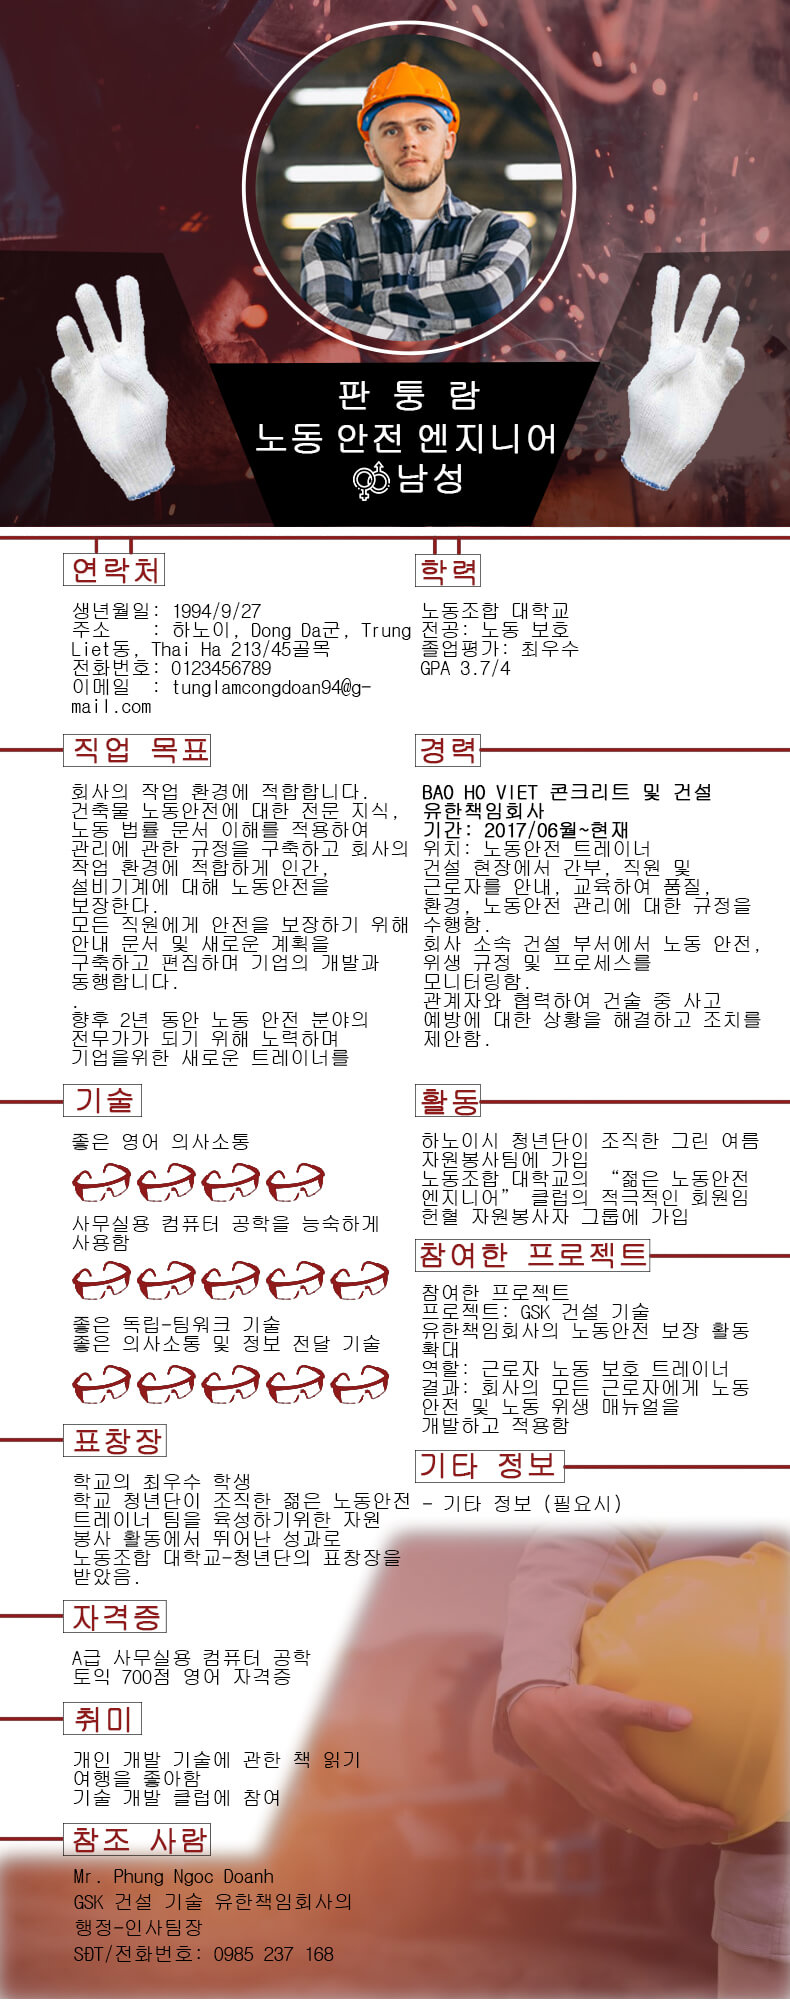 판 퉁 람
노동 안전 엔지니어
남성
연락처
생년월일: 1994/9/27
주소 : 하노이, Dong Da군, Trung
Liet동, Thai Ha 213/45골목
전화번호: 0123456789
이메일 : tunglamcongdoan94@g-
mail.com
학력
노동조합 대학교
전공: 노동 보호
졸업평가: 최우수
GPA 3.7/4
직업 목표
회사의 작업 환경에 적합합니다.
건축물 노동안전에 대한 전문 지식,
노동 법률 문서 이해를 적용하여
관리에 관한 규정을 구축하고 회사의
작업 환경에 적합하게 인간,
설비기계에 대해 노동안전을
보장한다.
모든 직원에게 안전을 보장하기 위해
안내 문서 및 새로운 계획을
구축하고 편집하며 기업의 개발과
동행합니다.
.
향후 2년 동안 노동 안전 분야의
전무가가 되기 위해 노력하며
기업을위한 새로운 트레이너를
경력
BAO HO VIET 콘크리트 및 건설
유한책임회사
기간: 2017/06월~현재
위치: 노동안전 트레이너
건설 현장에서 간부, 직원 및
근로자를 안내, 교육하여 품질,
환경, 노동안전 관리에 대한 규정을
수행함.
회사 소속 건설 부서에서 노동 안전,
위생 규정 및 프로세스를
모니터링함.
관계자와 협력하여 건술 중 사고
예방에 대한 상황을 해결하고 조치를
제안함.
기술
좋은 영어 의사소통
사무실용 컴퓨터 공학을 능숙하게
사용함
좋은 독립-팀워크 기술
좋은 의사소통 및 정보 전달 기술
활동
하노이시 청년단이 조직한 그린 여름
자원봉사팀에 가입
노동조합 대학교의 “젊은 노동안전
엔지니어” 클럽의 적극적인 회원임
헌혈 자원봉사자 그룹에 가입
참여한 프로젝트
참여한 프로젝트
프로젝트: GSK 건설 기술
유한책임회사의 노동안전 보장 활동
확대
역할: 근로자 노동 보호 트레이너
결과: 회사의 모든 근로자에게 노동
안전 및 노동 위생 매뉴얼을
개발하고 적용함
표창장
학교의 최우수 학생
학교 청년단이 조직한 젊은 노동안전
트레이너 팀을 육성하기위한 자원
봉사 활동에서 뛰어난 성과로
노동조합 대학교-청년단의 표창장을
받았음.
기타 정보
- 기타 정보 (필요시)
자격증
A급 사무실용 컴퓨터 공학
토익 700점 영어 자격증
취미
개인 개발 기술에 관한 책 읽기
여행을 좋아함
기술 개발 클럽에 참여
참조 사람
Mr. Phung Ngoc Doanh
GSK 건설 기술 유한책임회사의
행정-인사팀장
SĐT/전화번호: 0985 237 168